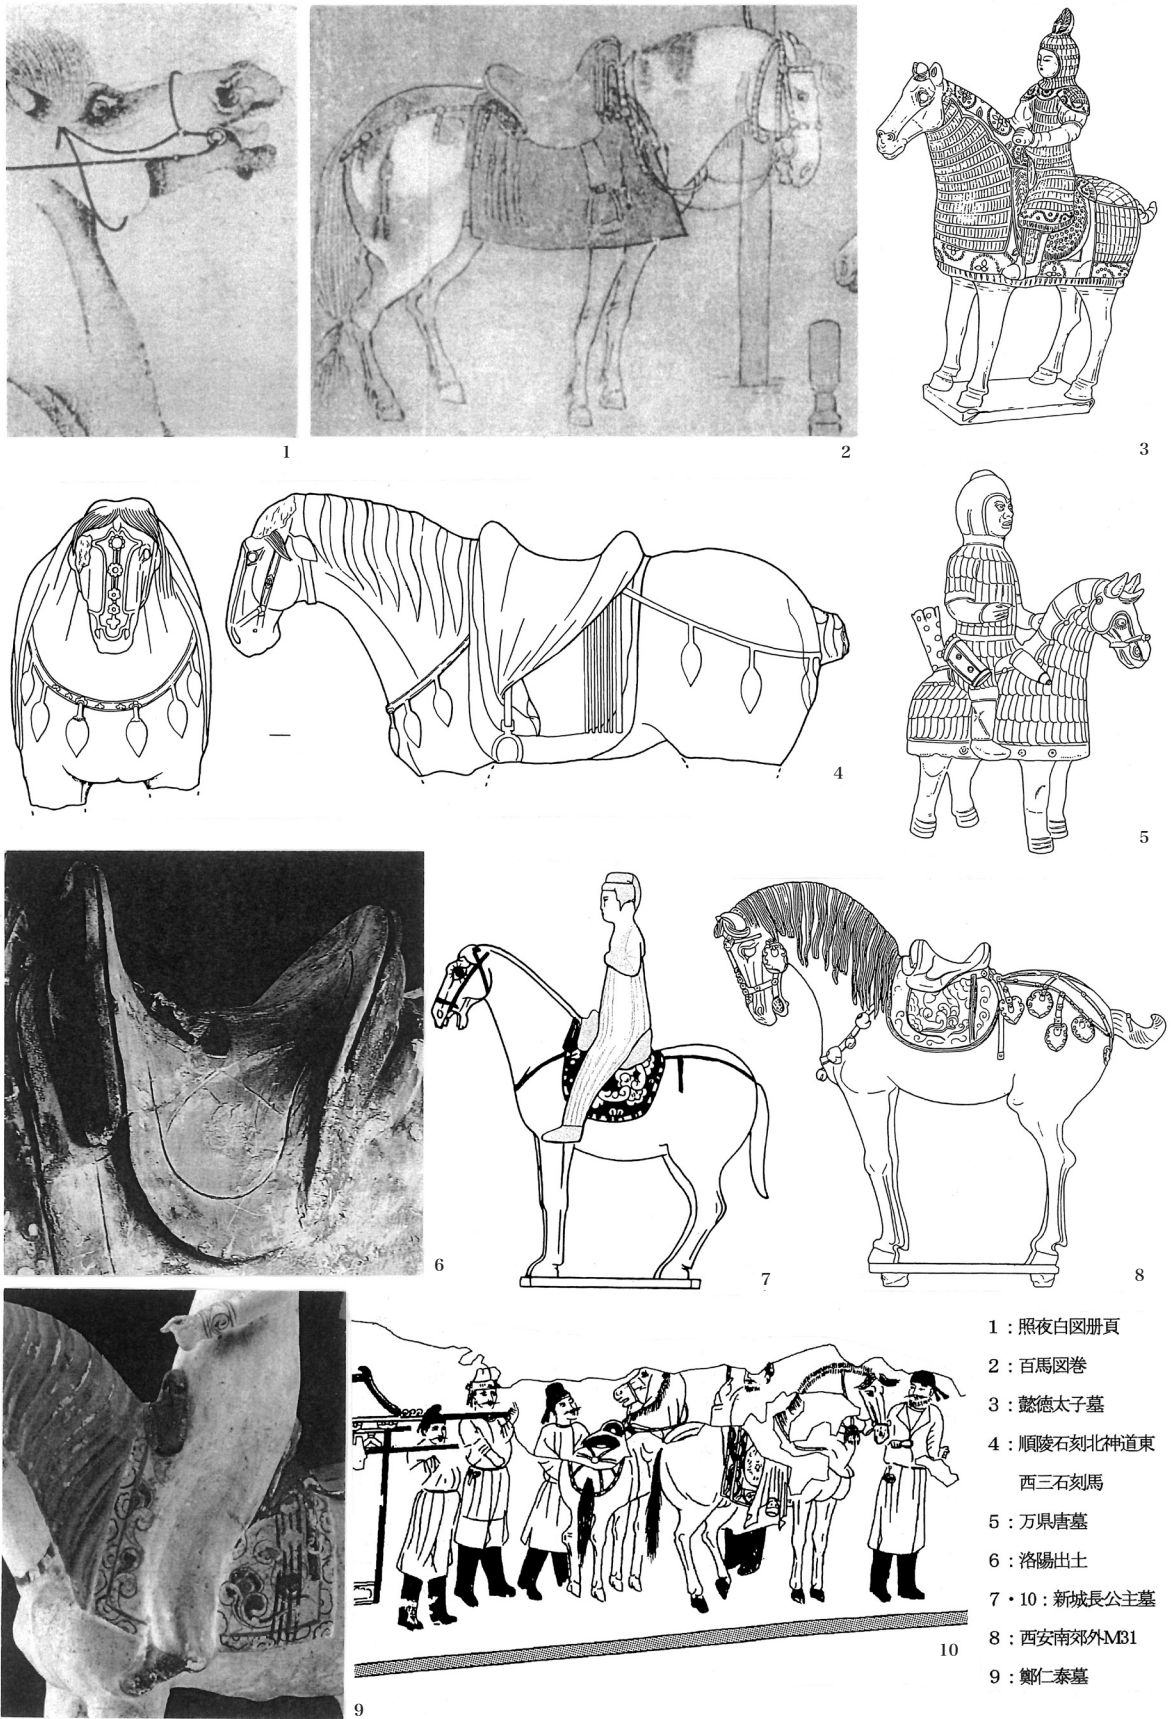 1
2
3
4
5
6
7
8
9
10
1：照夜白図册頁
2：百馬図巻
3：懿徳太子墓
4：順陵石刻北神道東
西三石刻馬
5：万県唐墓
6：洛陽出土
7・10：新城長公主墓
8：西安南郊外M31
9：鄭仁泰墓